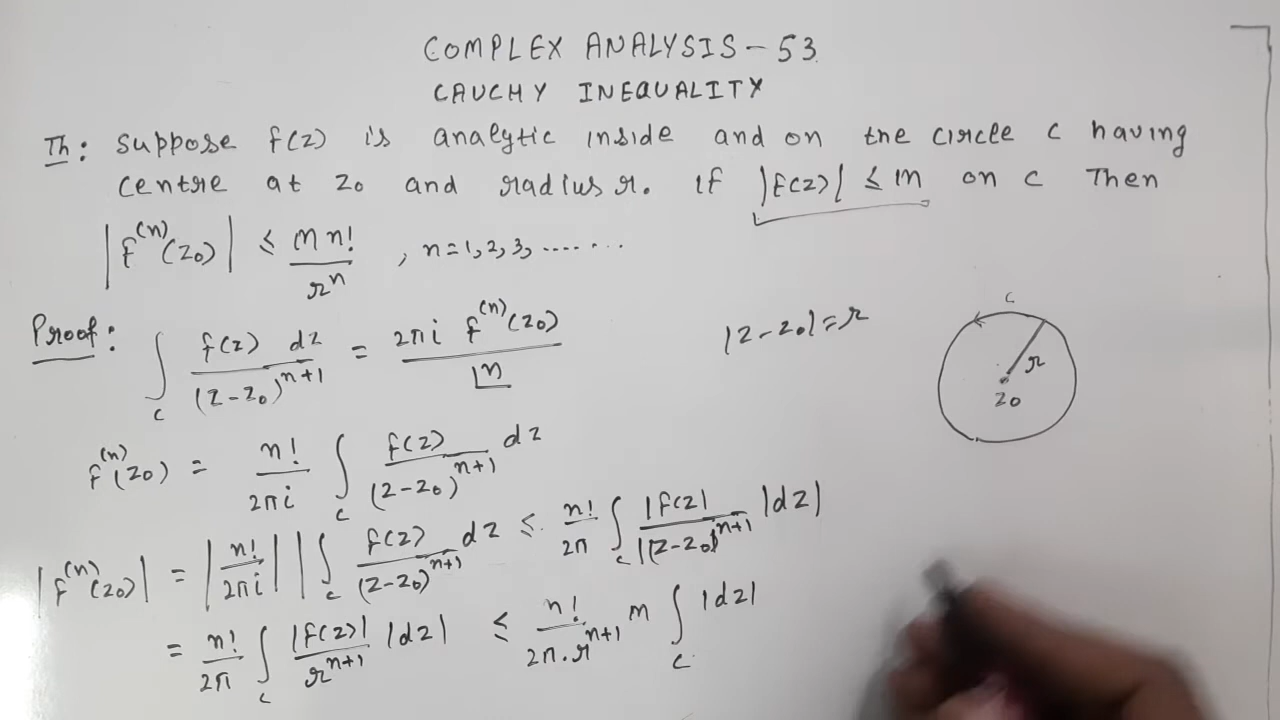 COMPLEX ANALYSIS - 53
CAUCHY INEQUALITY
Th: Suppose f(z) is analytic inside and on the circle C having
centre at z₀ and radius r. If |f(z)| ≤ M on C Then
|f⁽ⁿ⁾(z₀)| ≤ M n! / rⁿ , n=1,2,3,.......
Proof: ∫_C f(z) dz / (z-z₀)ⁿ⁺¹ = 2πi f⁽ⁿ⁾(z₀) / |n
|z-z₀|=r
C
r
z₀
f⁽ⁿ⁾(z₀) = n!/2πi ∫_C f(z) / (z-z₀)ⁿ⁺¹ dz
|f⁽ⁿ⁾(z₀)| = |n!/2πi| |∫_C f(z) / (z-z₀)ⁿ⁺¹ dz ≤ n!/2π ∫_C |f(z)| / |(z-z₀)|ⁿ⁺¹ |dz|
= n!/2π ∫_C |f(z)| / rⁿ⁺¹ |dz| ≤ n! / 2π.rⁿ⁺¹ M ∫_C |dz|